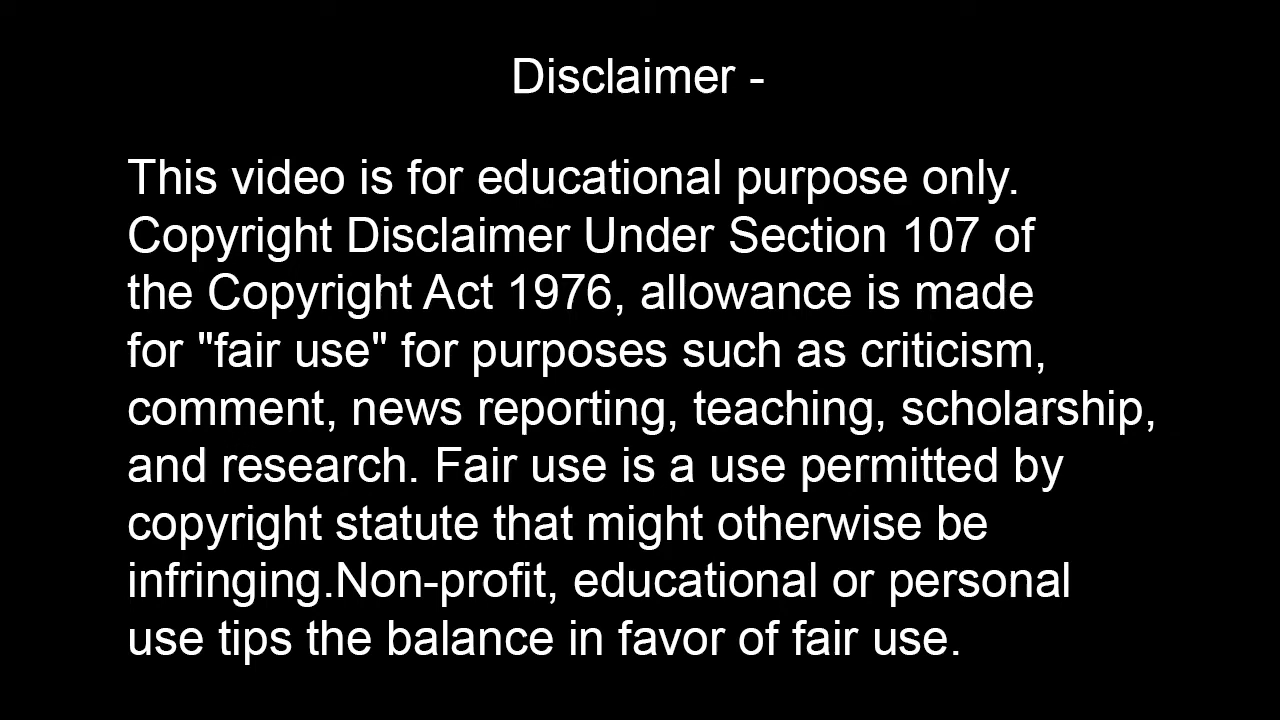 Disclaimer -
This video is for educational purpose only.
Copyright Disclaimer Under Section 107 of
the Copyright Act 1976, allowance is made
for "fair use" for purposes such as criticism,
comment, news reporting, teaching, scholarship,
and research. Fair use is a use permitted by
copyright statute that might otherwise be
infringing.Non-profit, educational or personal
use tips the balance in favor of fair use.